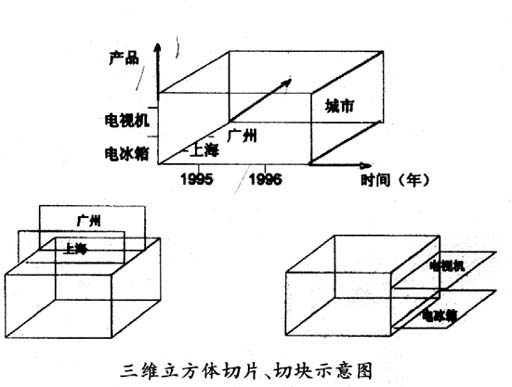 产品
电视机
电冰箱
城市
广州
上海
1995
1996
时间（年）
广州
上海
电视机
电冰箱
三维立方体切片、切块示意图